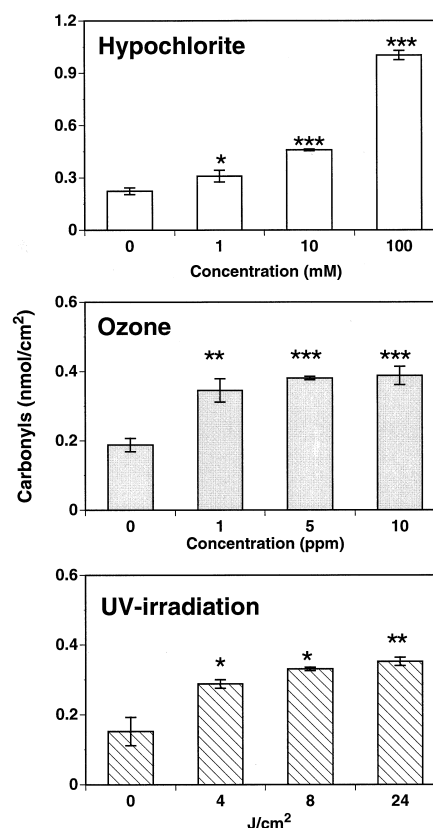 1.2
Hypochlorite
***
0.9
0.6
***
*
0.3
0
0 1 10 100
Concentration (mM)
Carbonyls (nmol/cm²)
0.6
Ozone
** *** ***
0.4
0.2
0
0 1 5 10
Concentration (ppm)
0.6
UV-irradiation
* * **
0.4
0.2
0
0 4 8 24
J/cm²